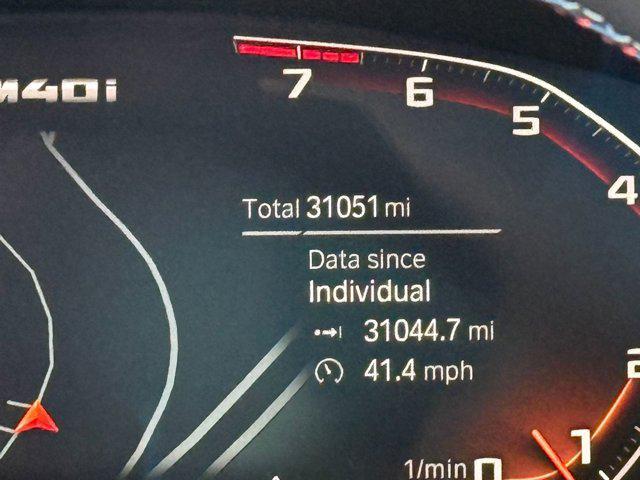 M40i
7
6
5
4
Total 31051 mi
Data since
Individual
31044.7 mi
41.4 mph
2
1
1/min 0